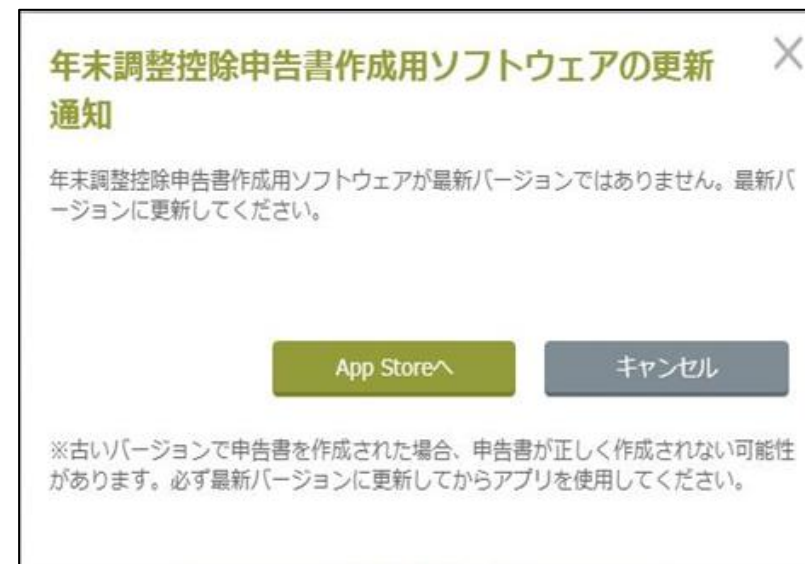 年末調整控除申告書作成用ソフトウェアの更新
通知
年末調整控除申告書作成用ソフトウェアが最新バージョンではありません。最新バ
ージョンに更新してください。
App Storeへ
キャンセル
※古いバージョンで申告書を作成された場合、申告書が正しく作成されない可能性
があります。必ず最新バージョンに更新してからアプリを使用してください。